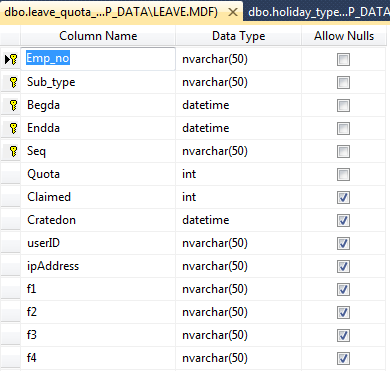 dbo.leave_quota_...P_DATA\LEAVE.MDF) dbo.holiday_type...P_DATA
Column Name Data Type Allow Nulls
Emp_no nvarchar(50)
Sub_type nvarchar(50)
Begda datetime
Endda datetime
Seq nvarchar(50)
Quota int
Claimed int
Cratedon datetime
userID nvarchar(50)
ipAddress nvarchar(50)
f1 nvarchar(50)
f2 nvarchar(50)
f3 nvarchar(50)
f4 nvarchar(50)